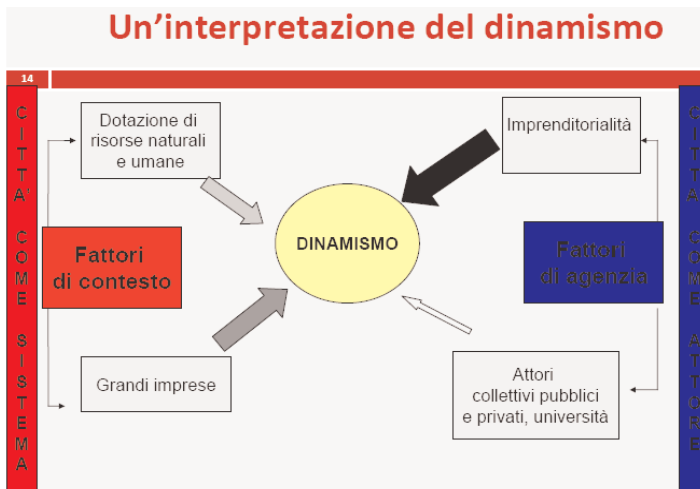 Un'interpretazione del dinamismo
14
CITTA' COME SISTEMA
Dotazione di
risorse naturali
e umane
Imprenditorialità
DINAMISMO
Fattori
di contesto
Fattori
di agenzia
Grandi imprese
Attori
collettivi pubblici
e privati, università
CITTA' COME ATTORE